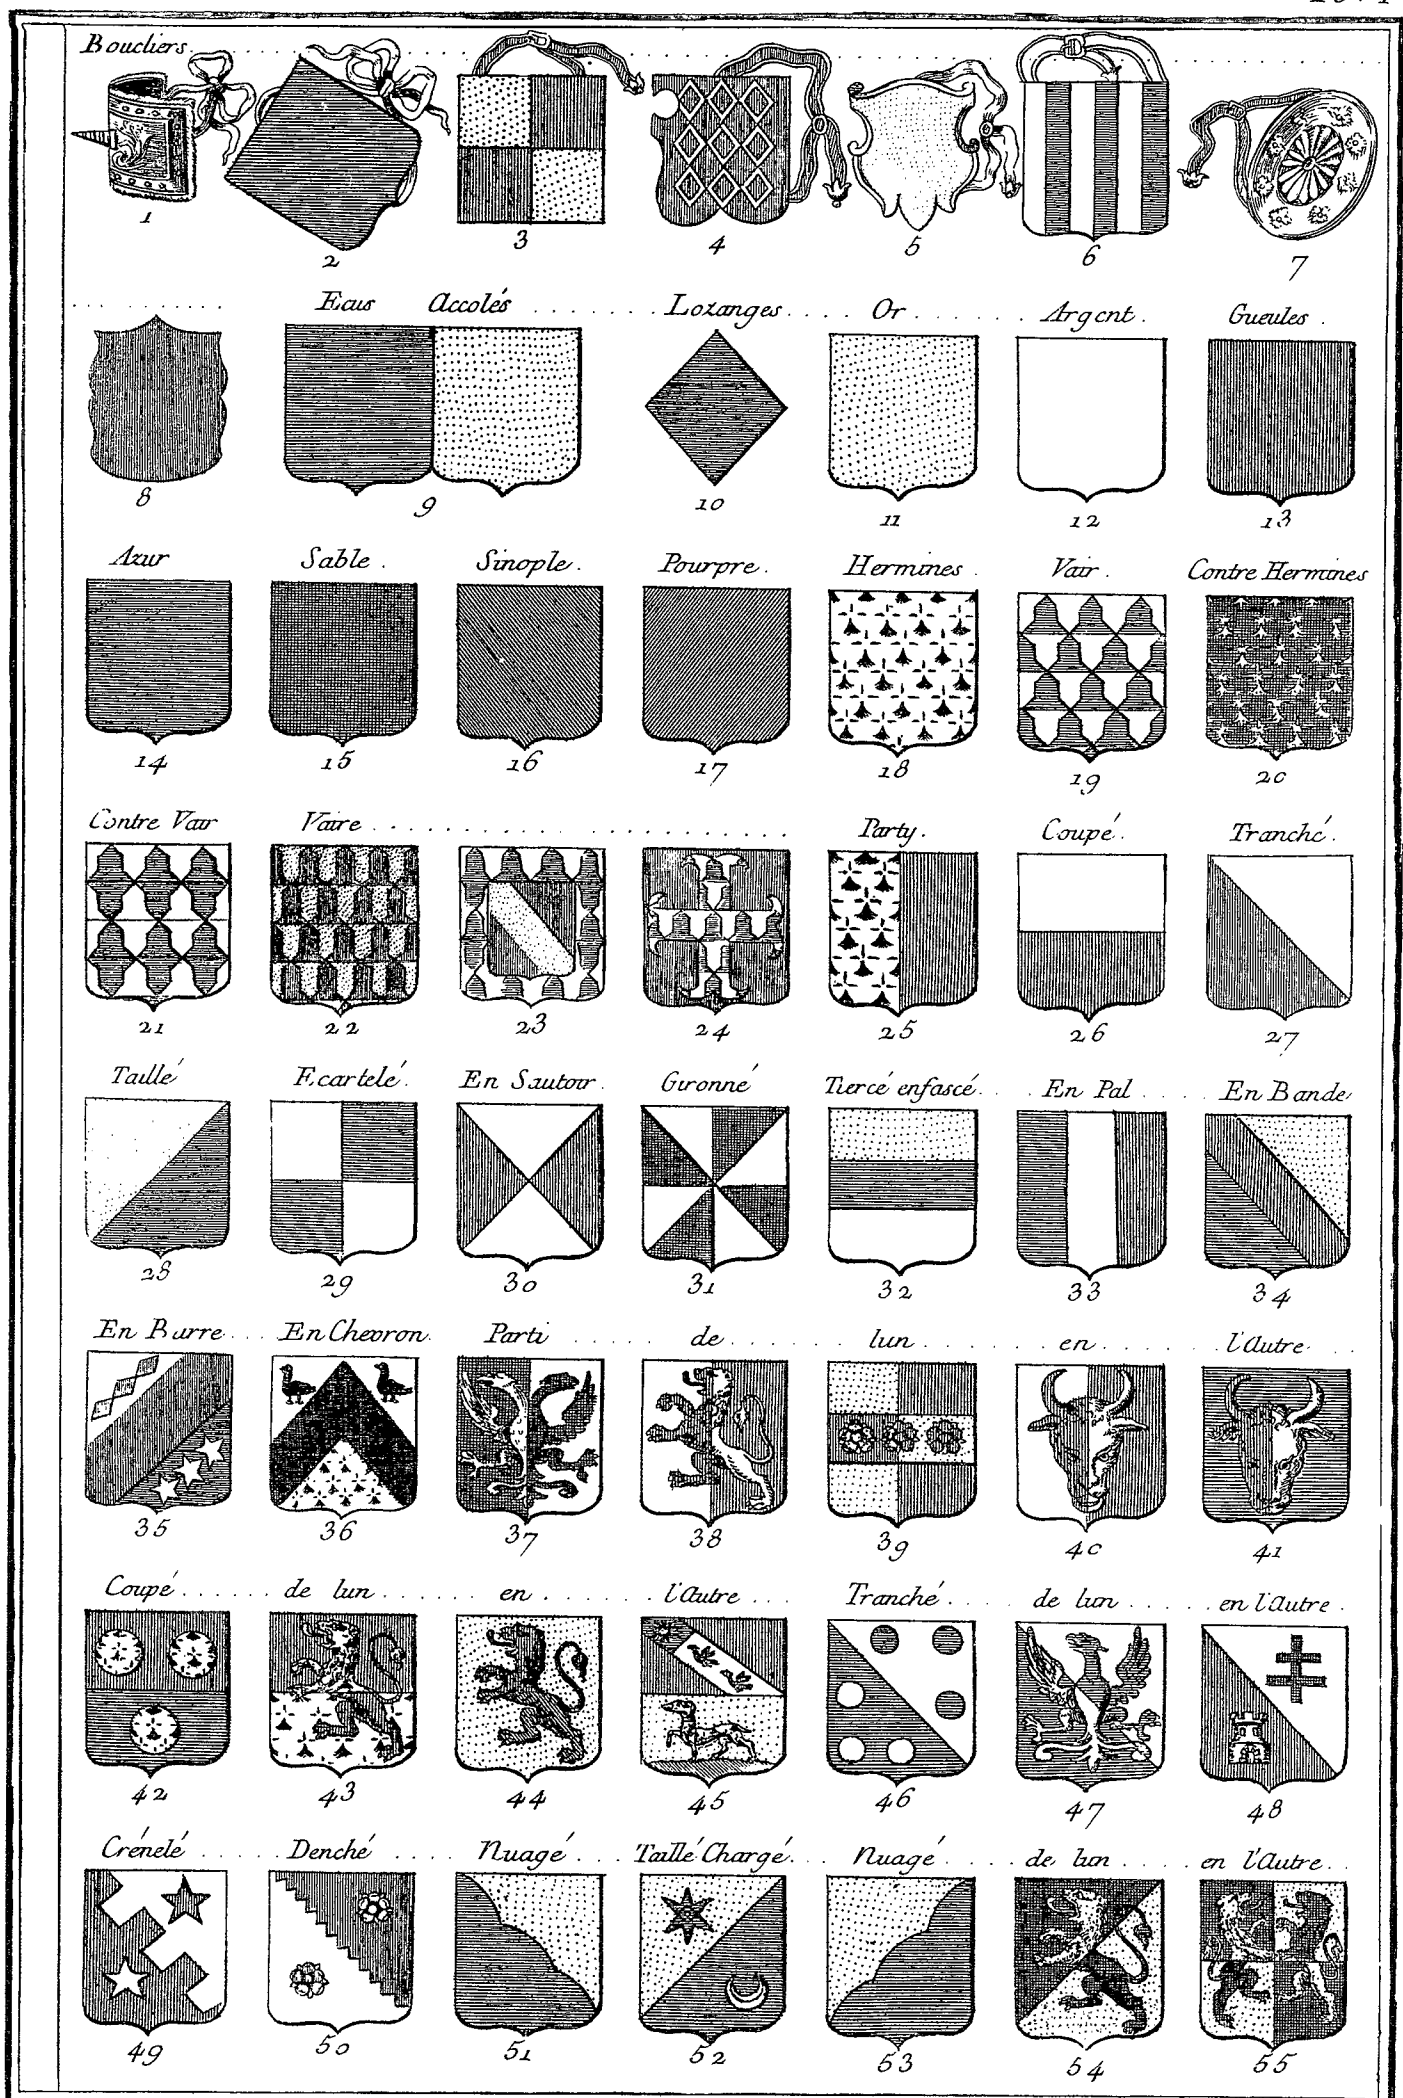 Boucliers
1 2 3 4 5 6 7
Ecus Accolés Lozanges Or Argent. Gueules.
8 9 10 11 12 13
Azur Sable. Sinople. Pourpre. Hermines. Vair. Contre Hermines
14 15 16 17 18 19 20
Contre Vair Vaire Party. Coupé. Tranché.
21 22 23 24 25 26 27
Taillé Ecartelé. En Sautoir. Gironné Tiercé enfascé. En Pal En Bande
28 29 30 31 32 33 34
En Barre En Chevron. Parti de lun en l'Autre
35 36 37 38 39 40 41
Coupé de lun en l'Autre Tranché de lun en l'Autre.
42 43 44 45 46 47 48
Crénelé Denché Nuagé Taillé Chargé. Nuagé de lun en l'Autre.
49 50 51 52 53 54 55